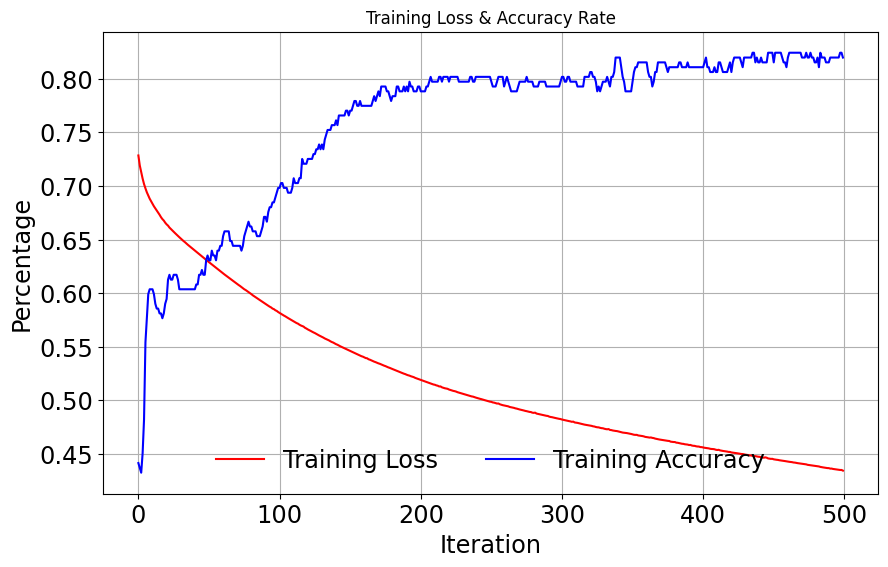 Training Loss & Accuracy Rate
Percentage
0.80
0.75
0.70
0.65
0.60
0.55
0.50
0.45
Training Loss
Training Accuracy
0
100
200
300
400
500
Iteration